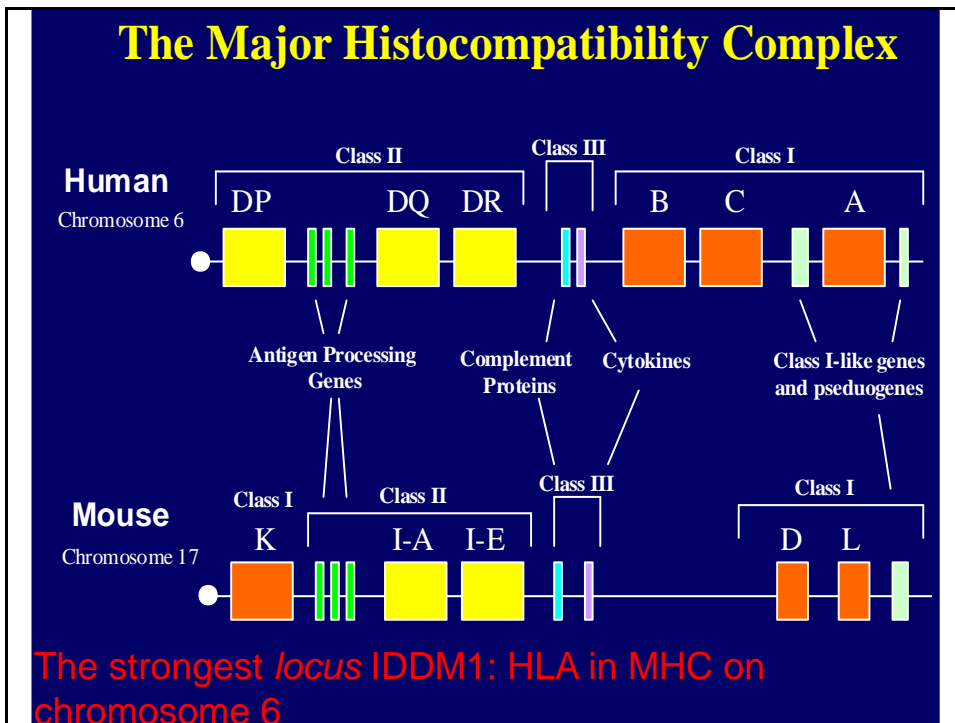 The Major Histocompatibility Complex
Class II
Class III
Class I
Human
Chromosome 6
DP
DQ
DR
B
C
A
Antigen Processing
Genes
Complement
Proteins
Cytokines
Class I-like genes
and pseduogenes
Class I
Class II
Class III
Class I
Mouse
Chromosome 17
K
I-A
I-E
D
L
The strongest locus IDDM1: HLA in MHC on
chromosome 6